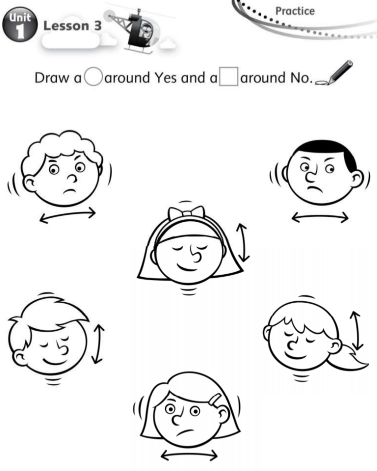 Practice
Unit
1
Lesson 3
Draw a around Yes and a around No.